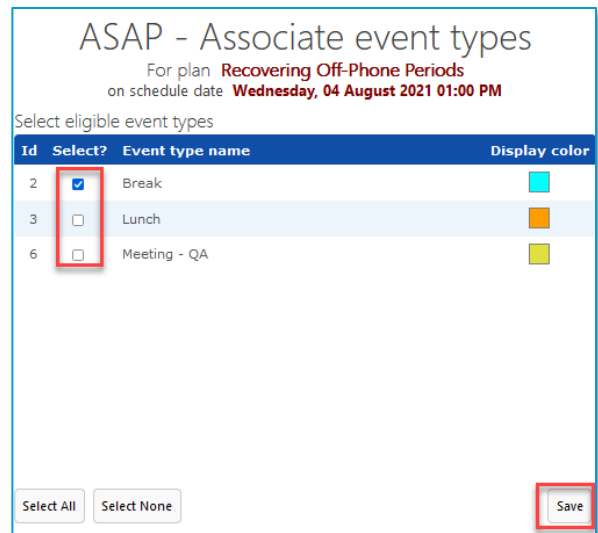 ASAP - Associate event types
For plan Recovering Off-Phone Periods
on schedule date Wednesday, 04 August 2021 01:00 PM
Select eligible event types
Id Select? Event type name Display color
2 Break
3 Lunch
6 Meeting - QA
Select All Select None Save